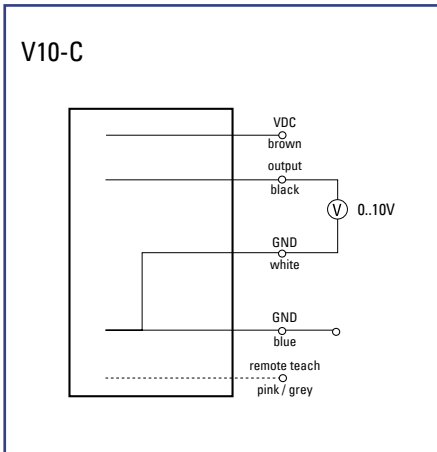 V10-C
VDC
brown
output
black
V
0..10V
GND
white
GND
blue
remote teach
pink / grey